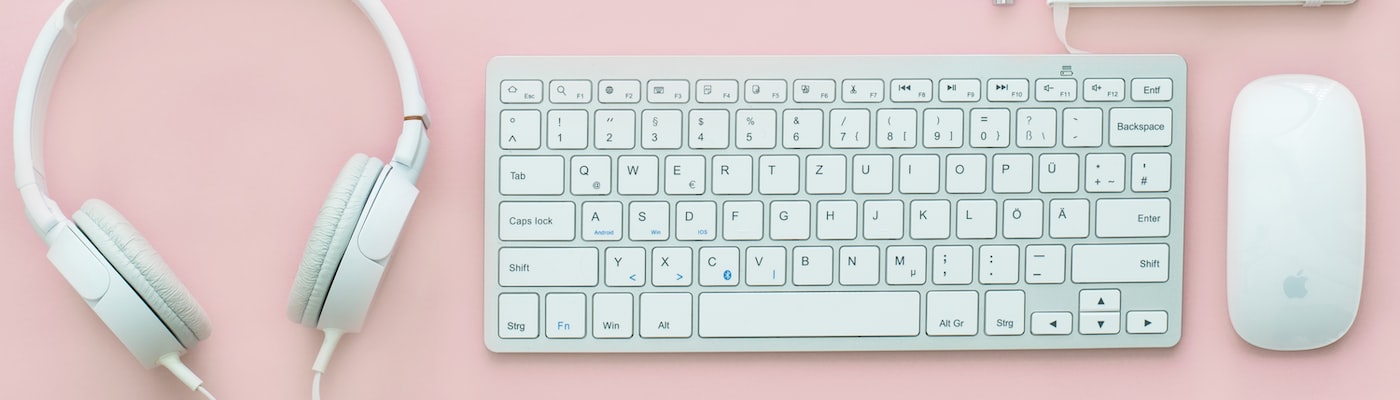 Esc F1 F2 F3 F4 F5 F6 F7 F8 F9 F10 F11 F12 Entf
° ! " § $ % & / ( ) = ? `
^ 1 2 3 4 5 6 7 { 8 [ 9 ] 0 } ß \ - Backspace
Tab Q W E R T Z U I O P Ü * '
@ € + ~ #
Caps lock A S D F G H J K L Ö Ä Enter
Android Win IOS
Shift Y X C V B N M ; : — Shift
< > | µ , . _
Strg Fn Win Alt Alt Gr Strg